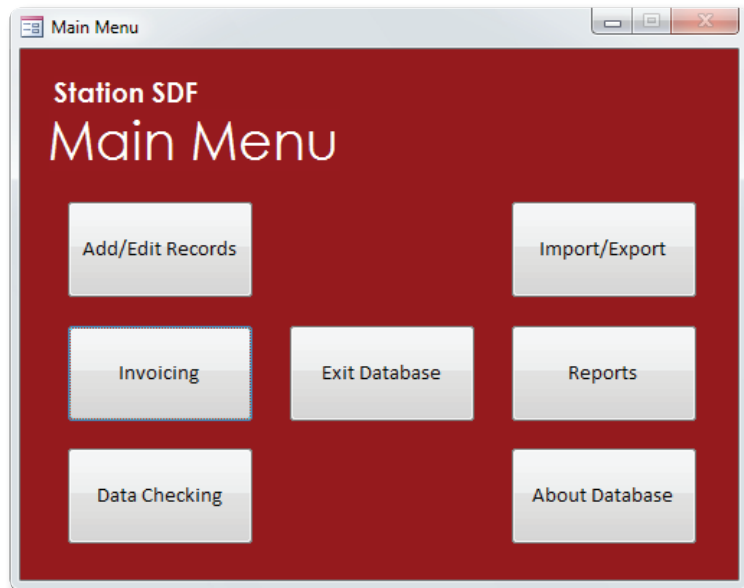 Main Menu
Station SDF
Main Menu
Add/Edit Records
Import/Export
Invoicing
Exit Database
Reports
Data Checking
About Database